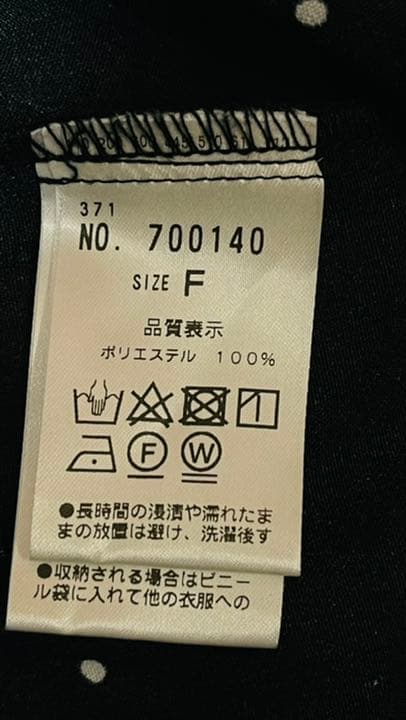 371
NO. 700140
SIZE F
品質表示
ポリエステル 100%
F W
●長時間の浸漬や濡れたま
まの放置は避け、洗濯後す
●収納される場合はビニー
ル袋に入れて他の衣服への